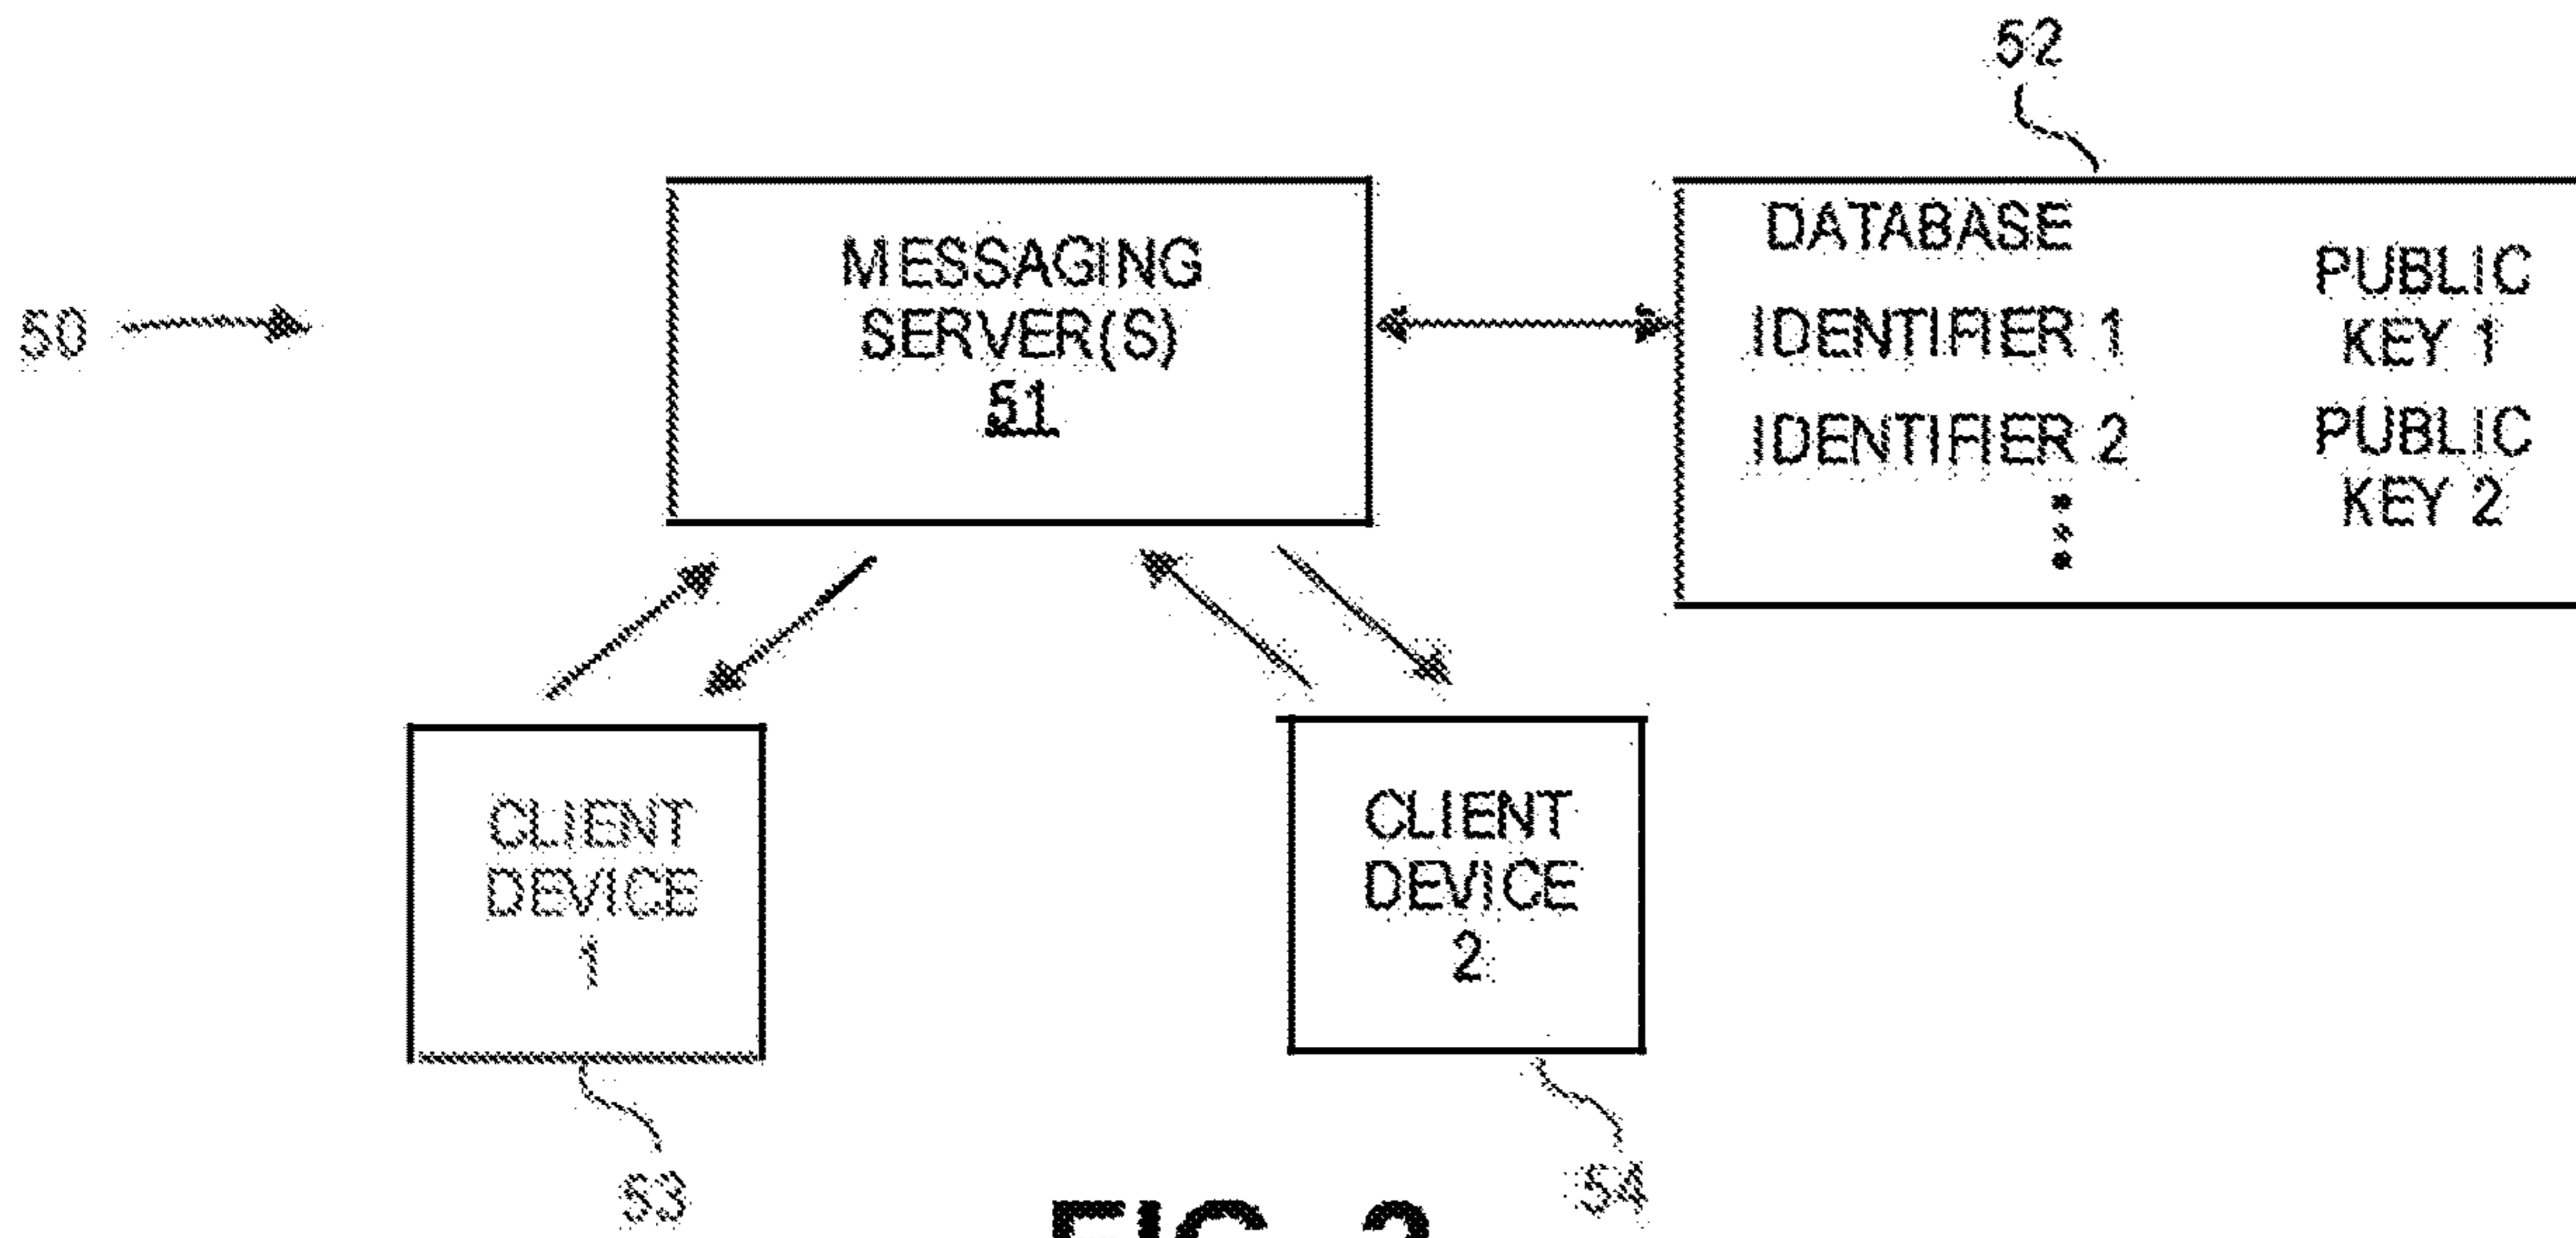 52
50
MESSAGING
SERVER(S)
51
DATABASE
IDENTIFIER 1
IDENTIFIER 2
PUBLIC
KEY 1
PUBLIC
KEY 2
CLIENT
DEVICE
1
CLIENT
DEVICE
2
53
54
FIG